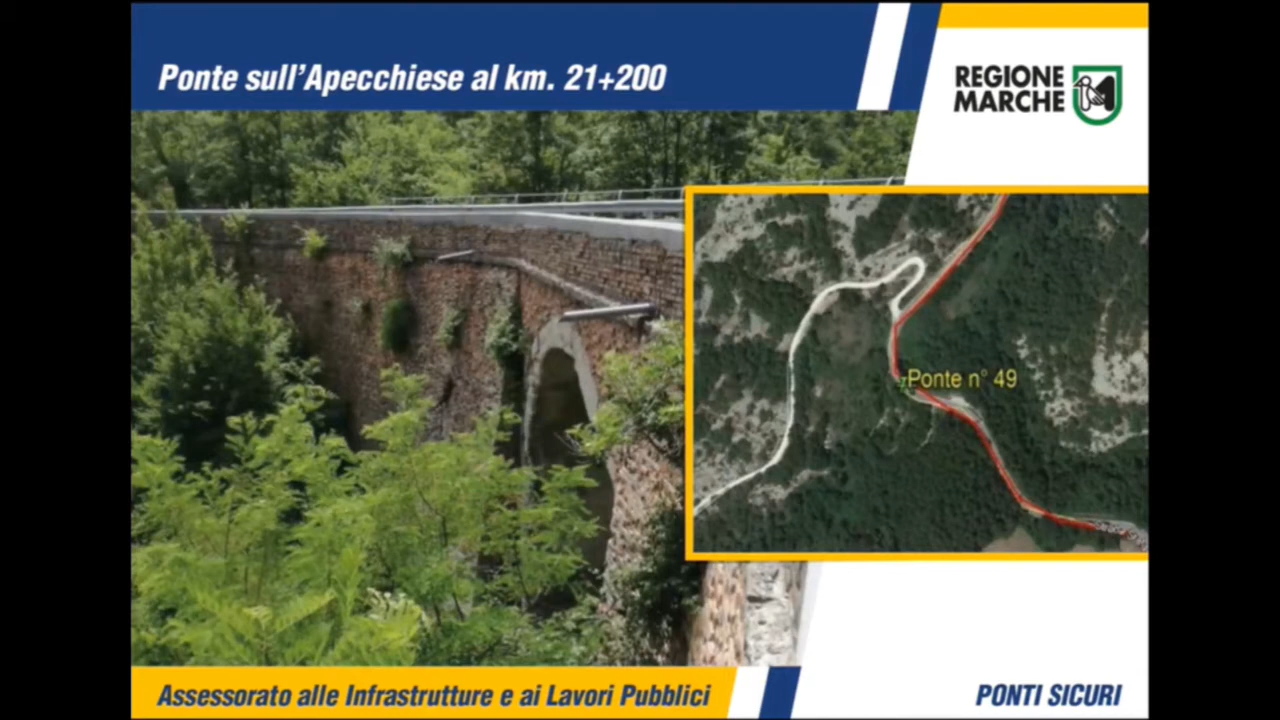 Ponte sull'Apecchiese al km. 21+200
REGIONE
MARCHE
Ponte n° 49
Assessorato alle Infrastrutture e ai Lavori Pubblici
PONTI SICURI